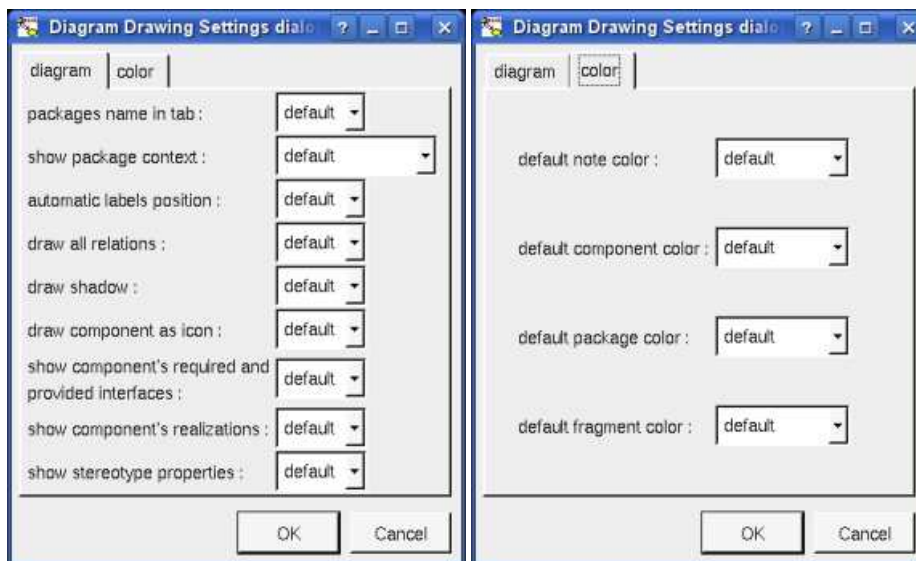 Diagram Drawing Settings dialo
diagram color
packages name in tab : default
show package context : default
automatic labels position : default
draw all relations : default
draw shadow : default
draw component as icon : default
show component's required and
provided interfaces : default
show component's realizations : default
show stereotype properties : default
OK Cancel
Diagram Drawing Settings dialo
diagram color
default note color : default
default component color : default
default package color : default
default fragment color : default
OK Cancel